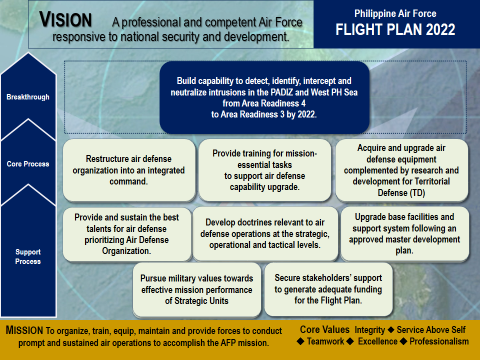 VISION A professional and competent Air Force
responsive to national security and development.
Philippine Air Force
FLIGHT PLAN 2022
Breakthrough
Build capability to detect, identify, intercept and
neutralize intrusions in the PADIZ and West PH Sea
from Area Readiness 4
to Area Readiness 3 by 2022.
Core Process
Restructure air defense
organization into an integrated
command.
Provide training for mission-
essential tasks
to support air defense
capability upgrade.
Acquire and upgrade air
defense equipment
complemented by research and
development for Territorial
Defense (TD)
Support
Process
Provide and sustain the best
talents for air defense
prioritizing Air Defense
Organization.
Develop doctrines relevant to air
defense operations at the strategic,
operational and tactical levels.
Upgrade base facilities and
support system following an
approved master development
plan.
Pursue military values towards
effective mission performance
of Strategic Units
Secure stakeholders' support
to generate adequate funding
for the Flight Plan.
MISSION To organize, train, equip, maintain and provide forces to conduct
prompt and sustained air operations to accomplish the AFP mission.
Core Values Integrity ◆ Service Above Self
◆ Teamwork ◆ Excellence ◆ Professionalism